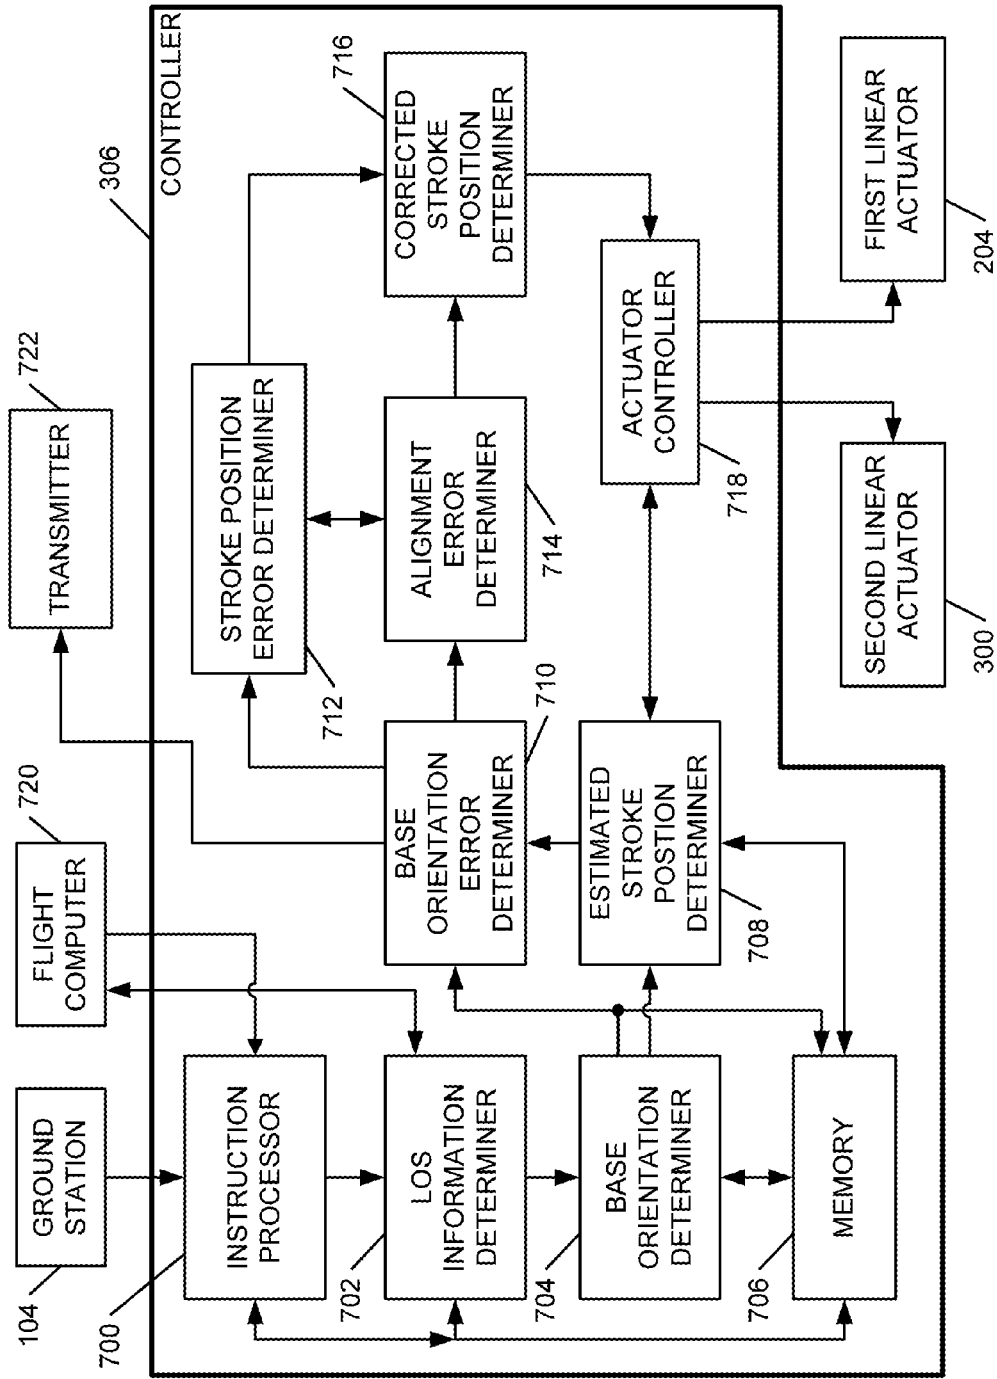 104
GROUND
STATION
720
FLIGHT
COMPUTER
722
TRANSMITTER
306
CONTROLLER
700
INSTRUCTION
PROCESSOR
712
STROKE POSITION
ERROR DETERMINER
702
LOS
INFORMATION
DETERMINER
BASE
ORIENTATION
ERROR
DETERMINER
710
ALIGNMENT
ERROR
DETERMINER
714
CORRECTED
STROKE
POSITION
DETERMINER
716
704
BASE
ORIENTATION
DETERMINER
ESTIMATED
STROKE
POSTION
DETERMINER
708
ACTUATOR
CONTROLLER
718
706
MEMORY
SECOND LINEAR
ACTUATOR
300
FIRST LINEAR
ACTUATOR
204